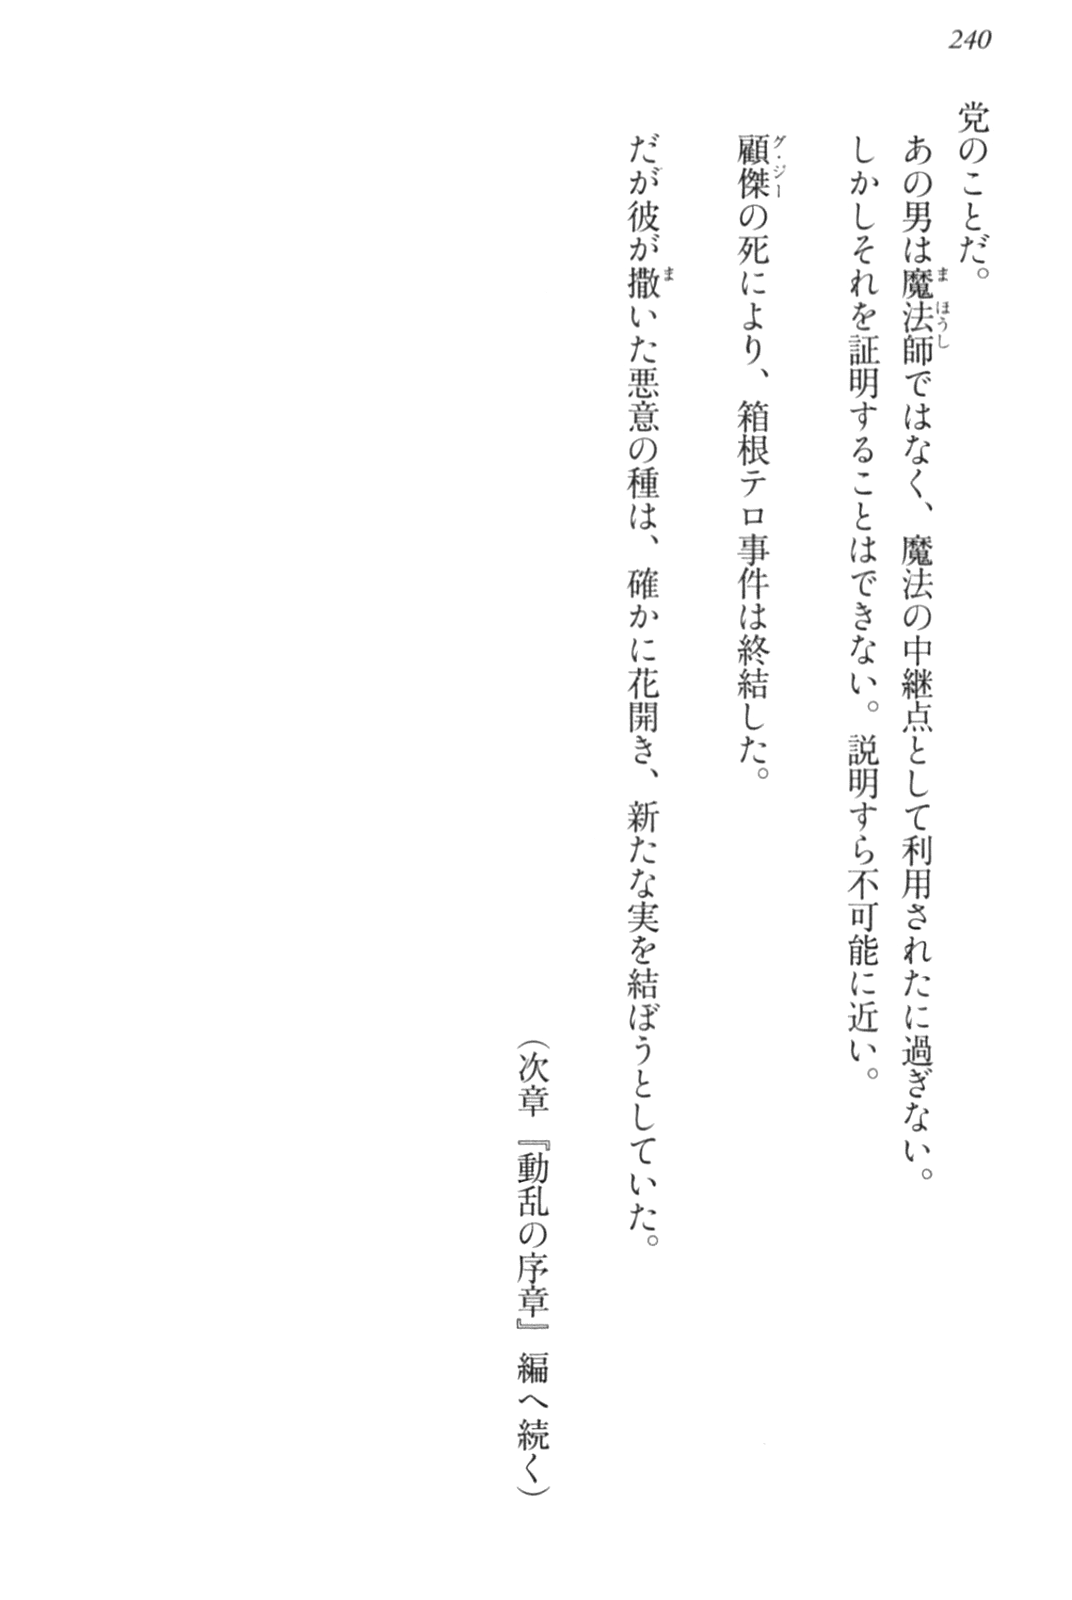 240
党のことだ。
あの男は魔法師ではなく、魔法の中継点として利用されたに過ぎない。
しかしそれを証明することはできない。説明すら不可能に近い。
顧傑の死により、箱根テロ事件は終結した。
だが彼が撒いた悪意の種は、確かに花開き、新たな実を結ぼうとしていた。
（次章『動乱の序章』編へ続く）